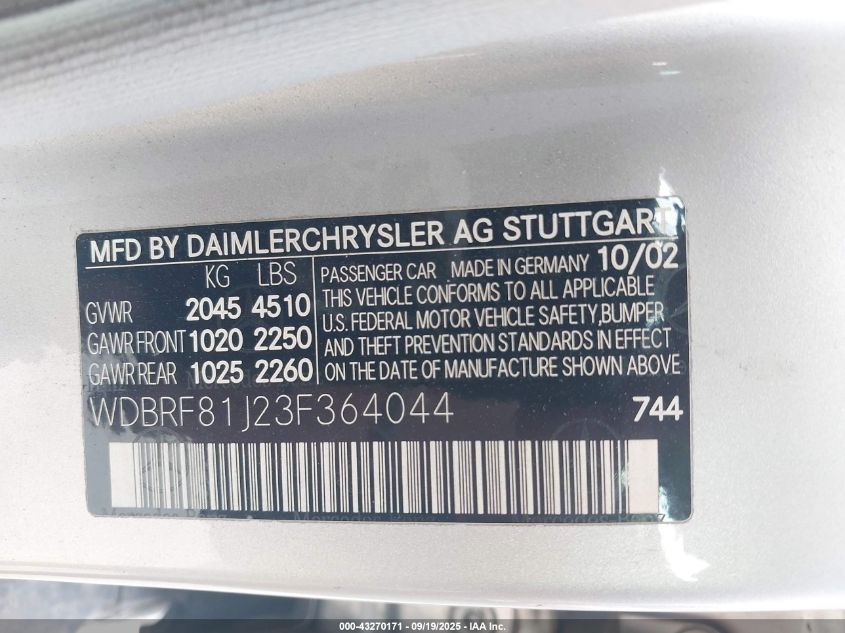 MFD BY DAIMLERCHRYSLER AG STUTTGART
KG LBS
GVWR 2045 4510
GAWR FRONT 1020 2250
GAWR REAR 1025 2260
PASSENGER CAR MADE IN GERMANY 10/02
THIS VEHICLE CONFORMS TO ALL APPLICABLE
U.S. FEDERAL MOTOR VEHICLE SAFETY,BUMPER
AND THEFT PREVENTION STANDARDS IN EFFECT
ON THE DATE OF MANUFACTURE SHOWN ABOVE
WDBRF81J23F364044 744
000-43270171 - 09/19/2025 - IAA Inc.